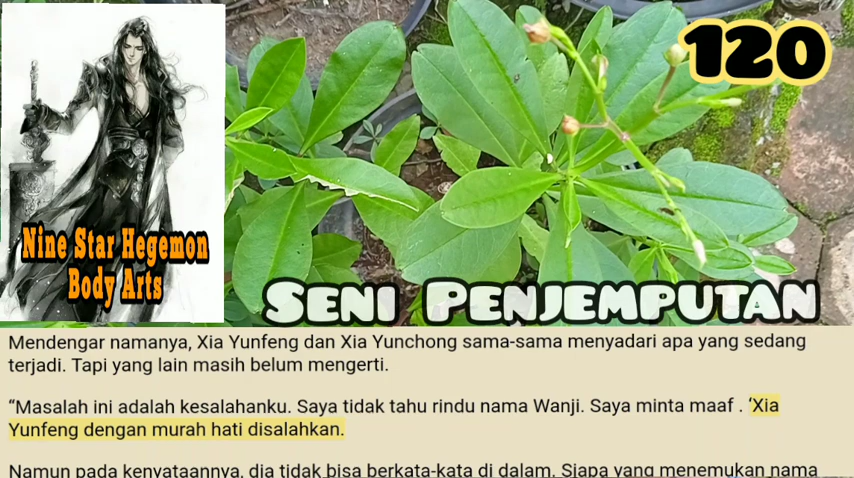 120
Nine Star Hegemon
Body Arts
Seni Penjemputan
Mendengar namanya, Xia Yunfeng dan Xia Yunchong sama-sama menyadari apa yang sedang
terjadi. Tapi yang lain masih belum mengerti.
“Masalah ini adalah kesalahanku. Saya tidak tahu rindu nama Wanji. Saya minta maaf . ‘Xia
Yunfeng dengan murah hati disalahkan.
Namun pada kenyataannya, dia tidak bisa berkata-kata di dalam. Siapa yang menemukan nama